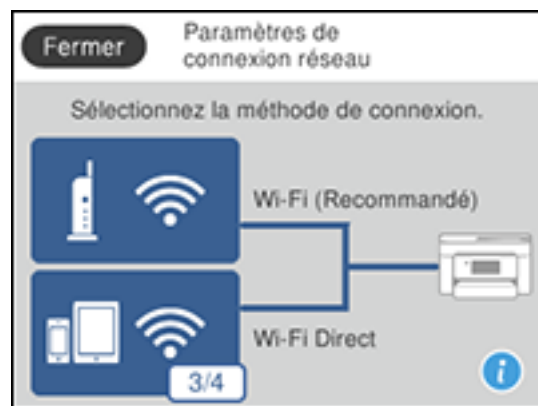 Fermer
Paramètres de
connexion réseau
Sélectionnez la méthode de connexion.
Wi-Fi (Recommandé)
Wi-Fi Direct
3/4
i